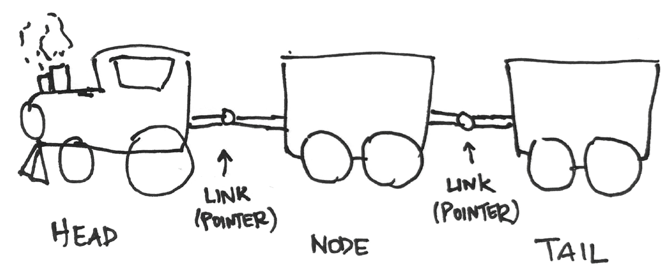 LINK
(POINTER)
LINK
(POINTER)
HEAD
NODE
TAIL